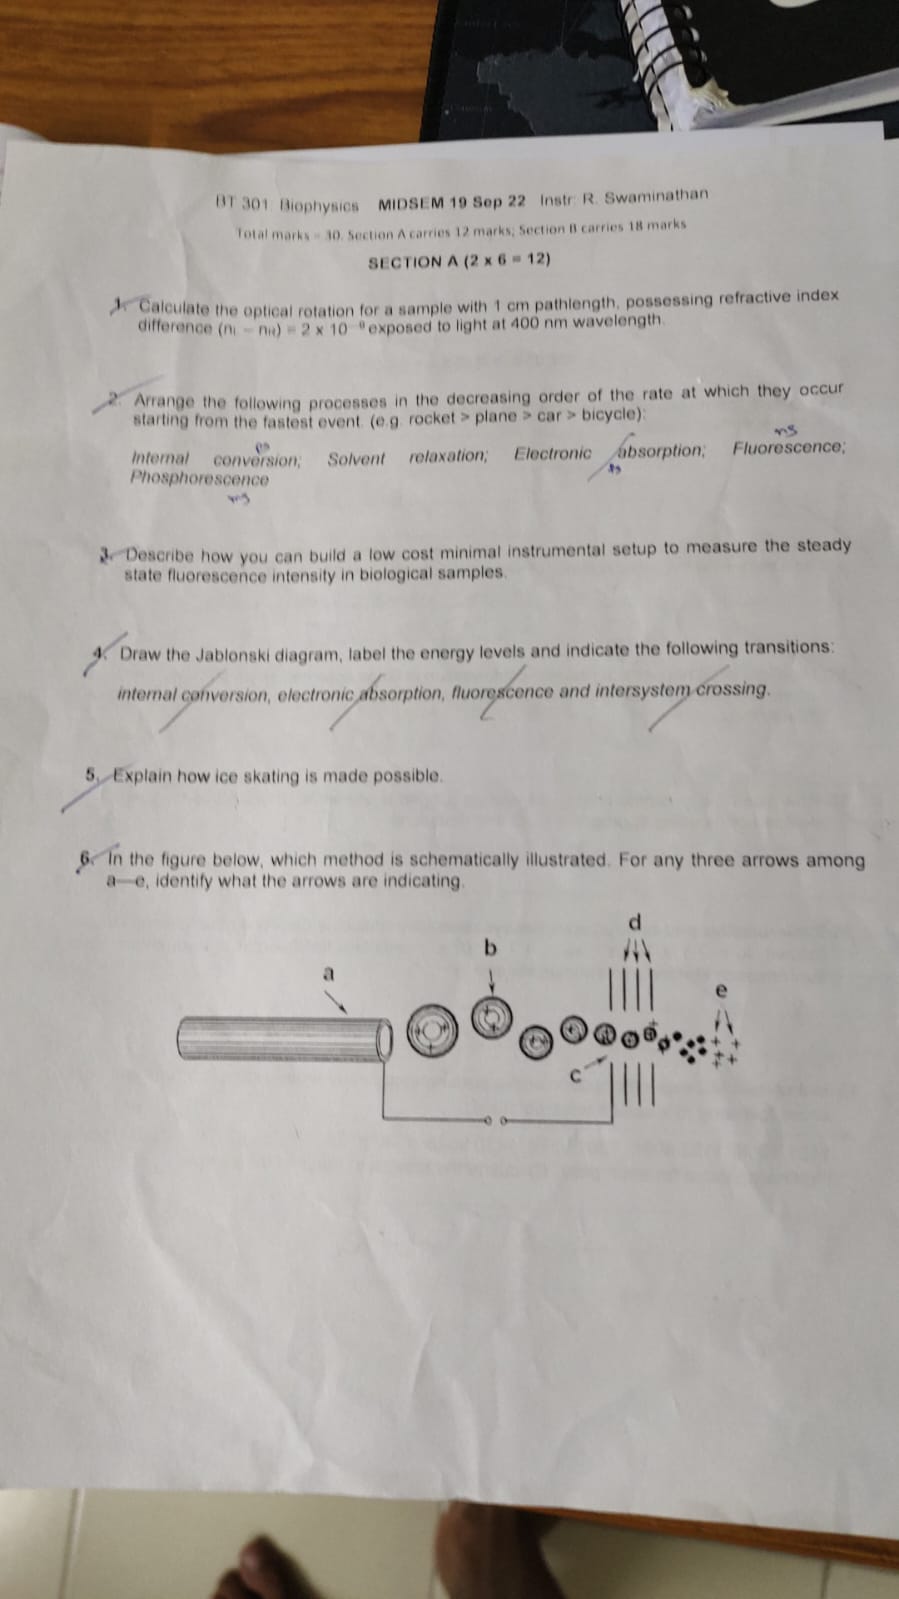 BT 301 Biophysics MIDSEM 19 Sep 22 Instr: R. Swaminathan
Total marks = 30. Section A carries 12 marks; Section B carries 18 marks
SECTION A (2 x 6 = 12)
1. Calculate the optical rotation for a sample with 1 cm pathlength, possessing refractive index
difference (nL – nR) = 2 x 10⁻⁹ exposed to light at 400 nm wavelength.
2. Arrange the following processes in the decreasing order of the rate at which they occur
starting from the fastest event. (e.g. rocket > plane > car > bicycle):
ps ns
Internal conversion; Solvent relaxation; Electronic absorption; Fluorescence;
Phosphorescence fs
ms
3. Describe how you can build a low cost minimal instrumental setup to measure the steady
state fluorescence intensity in biological samples.
4. Draw the Jablonski diagram, label the energy levels and indicate the following transitions:
internal conversion, electronic absorption, fluorescence and intersystem crossing.
5. Explain how ice skating is made possible.
6. In the figure below, which method is schematically illustrated. For any three arrows among
a—e, identify what the arrows are indicating.
d
b
a
e
c